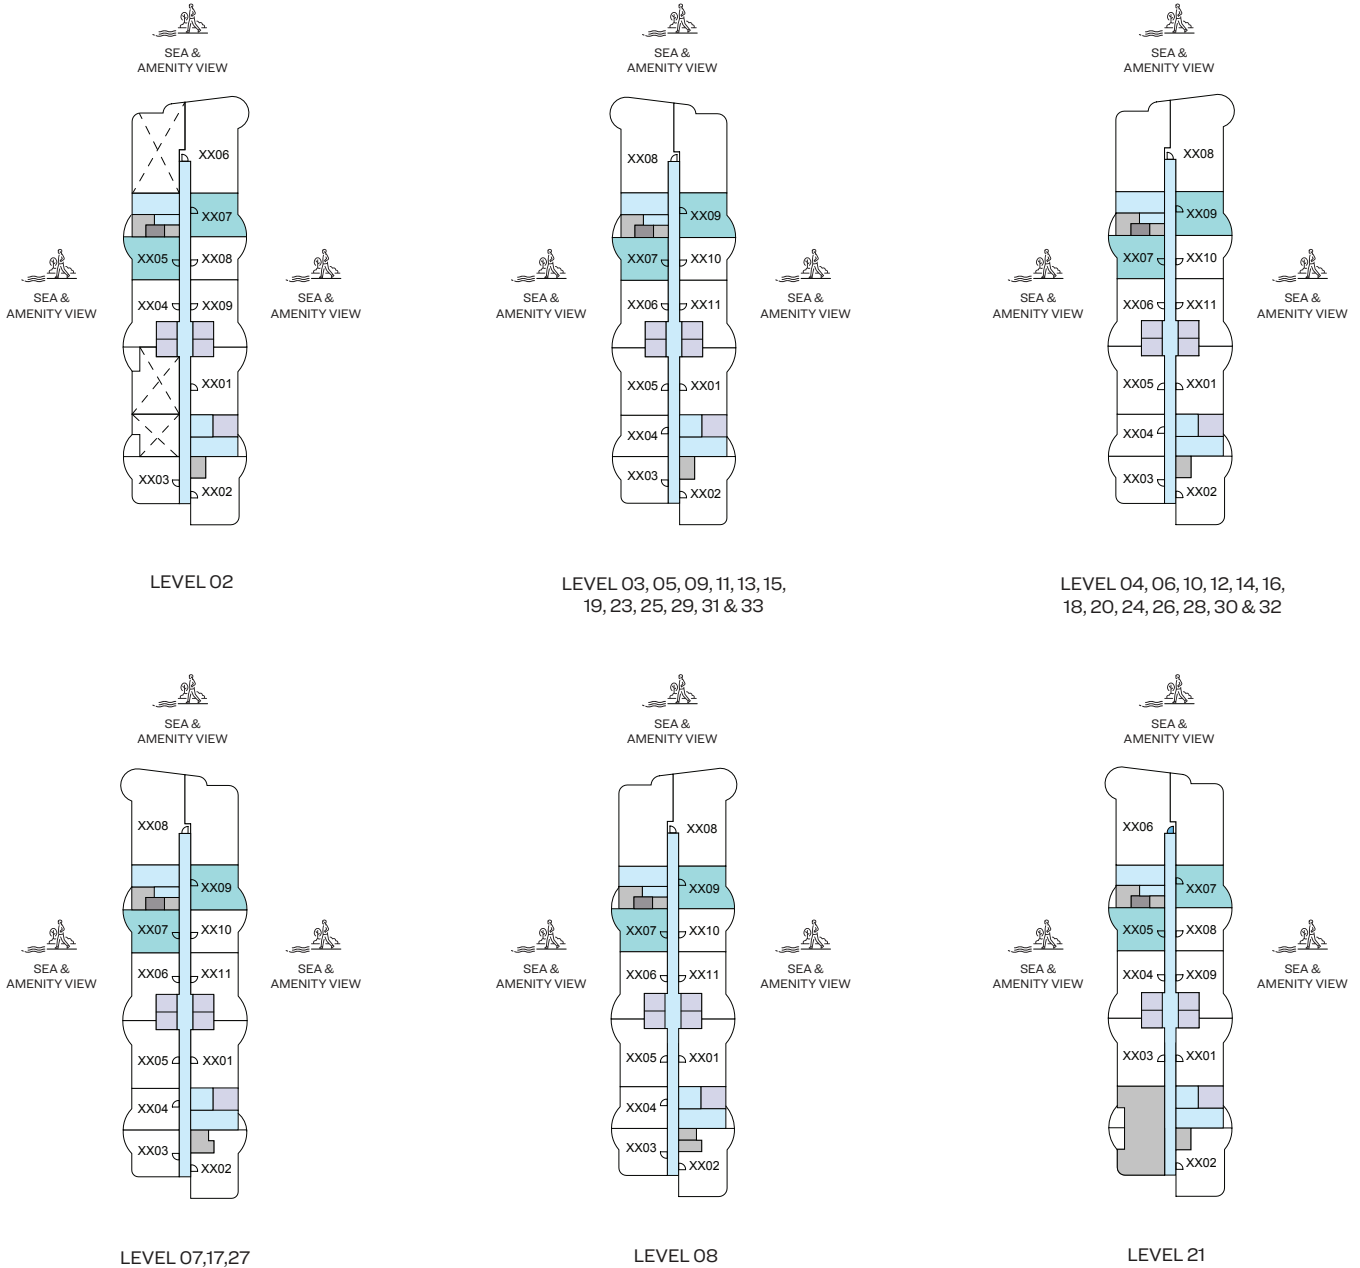 SEA &
AMENITY VIEW
XX06
XX07
XX05
XX08
SEA &
AMENITY VIEW
SEA &
AMENITY VIEW
XX04
XX09
XX01
XX03
XX02
LEVEL 02
SEA &
AMENITY VIEW
XX08
XX09
XX07
XX10
SEA &
AMENITY VIEW
SEA &
AMENITY VIEW
XX06
XX11
XX05
XX01
XX04
XX03
XX02
LEVEL 03, 05, 09, 11, 13, 15,
19, 23, 25, 29, 31 & 33
SEA &
AMENITY VIEW
XX08
XX09
XX07
XX10
SEA &
AMENITY VIEW
SEA &
AMENITY VIEW
XX06
XX11
XX05
XX01
XX04
XX03
XX02
LEVEL 04, 06, 10, 12, 14, 16,
18, 20, 24, 26, 28, 30 & 32
SEA &
AMENITY VIEW
XX08
XX09
XX07
XX10
SEA &
AMENITY VIEW
SEA &
AMENITY VIEW
XX06
XX11
XX05
XX01
XX04
XX03
XX02
LEVEL 07,17,27
SEA &
AMENITY VIEW
XX08
XX09
XX07
XX10
SEA &
AMENITY VIEW
SEA &
AMENITY VIEW
XX06
XX11
XX05
XX01
XX04
XX03
XX02
LEVEL 08
SEA &
AMENITY VIEW
XX06
XX07
XX05
XX08
SEA &
AMENITY VIEW
SEA &
AMENITY VIEW
XX04
XX09
XX03
XX01
XX02
LEVEL 21